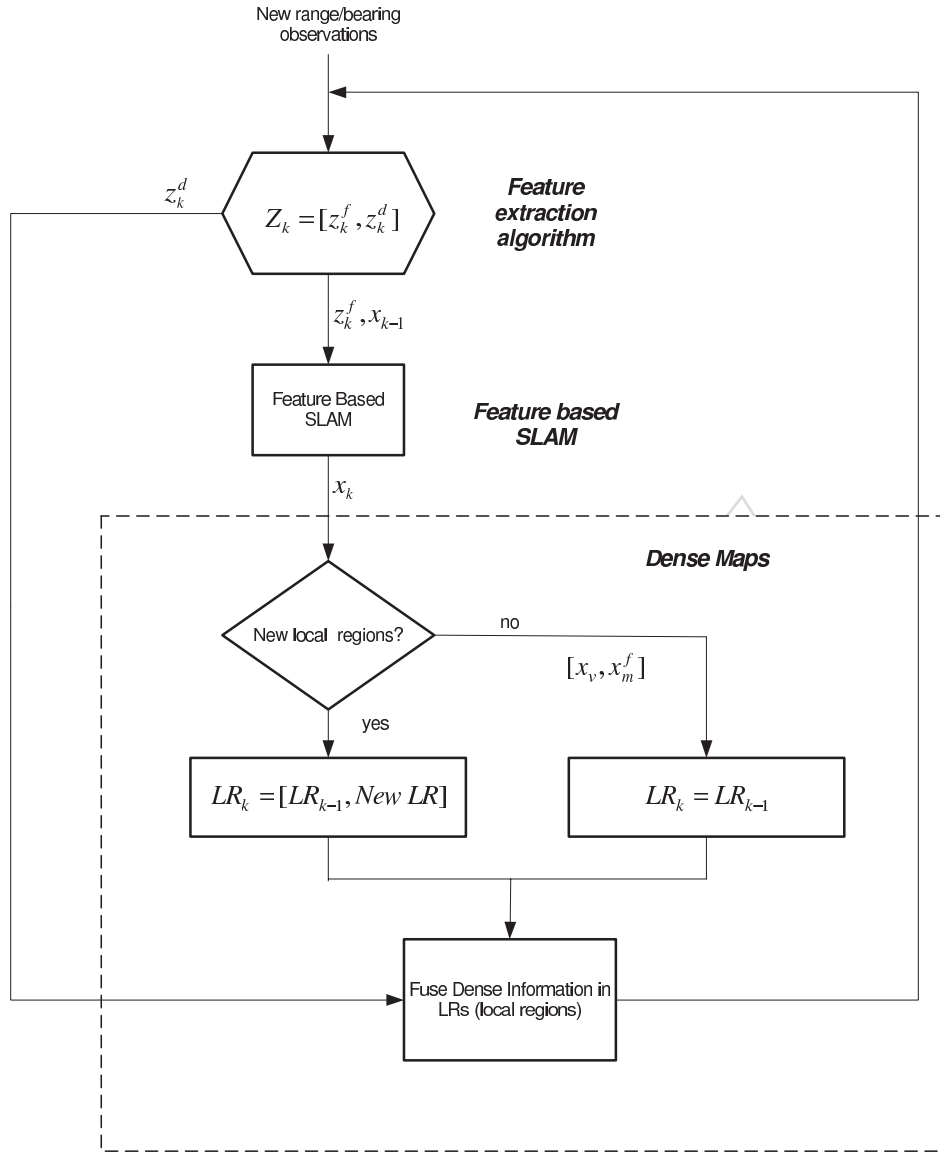 New range/bearing
observations
z_k^d
Z_k = [z_k^f, z_k^d]
Feature
extraction
algorithm
z_k^f, x_{k-1}
Feature Based
SLAM
Feature based
SLAM
x_k
Dense Maps
New local regions?
no
[x_v, x_m^f]
yes
LR_k = [LR_{k-1}, New LR]
LR_k = LR_{k-1}
Fuse Dense Information in
LRs (local regions)